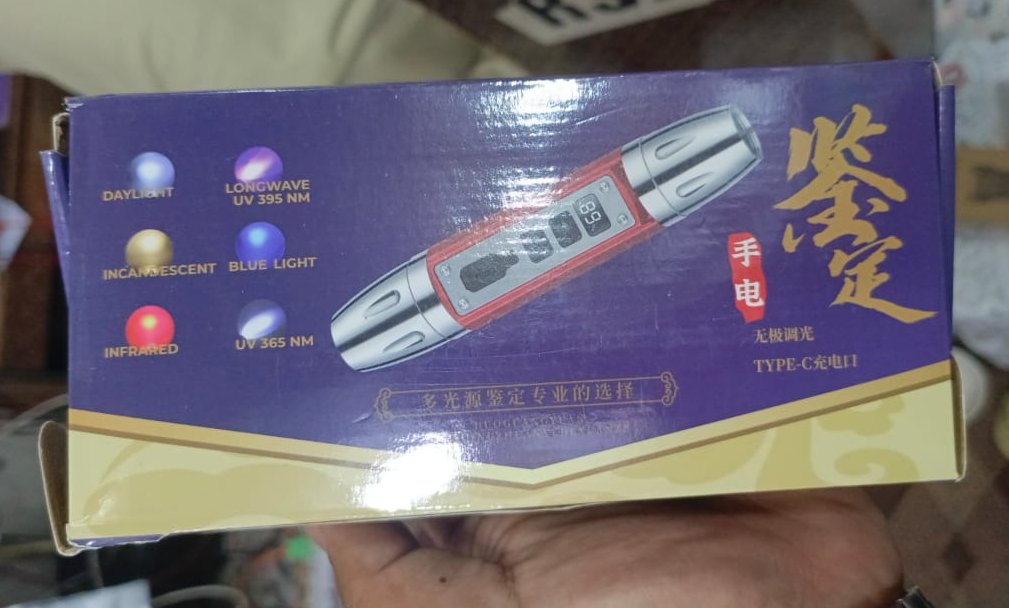 DAYLIGHT
LONGWAVE
UV 395 NM
INCANDESCENT
BLUE LIGHT
INFRARED
UV 365 NM
69
鉴定
手电
无极调光
TYPE-C充电口
多光源鉴定专业的选择